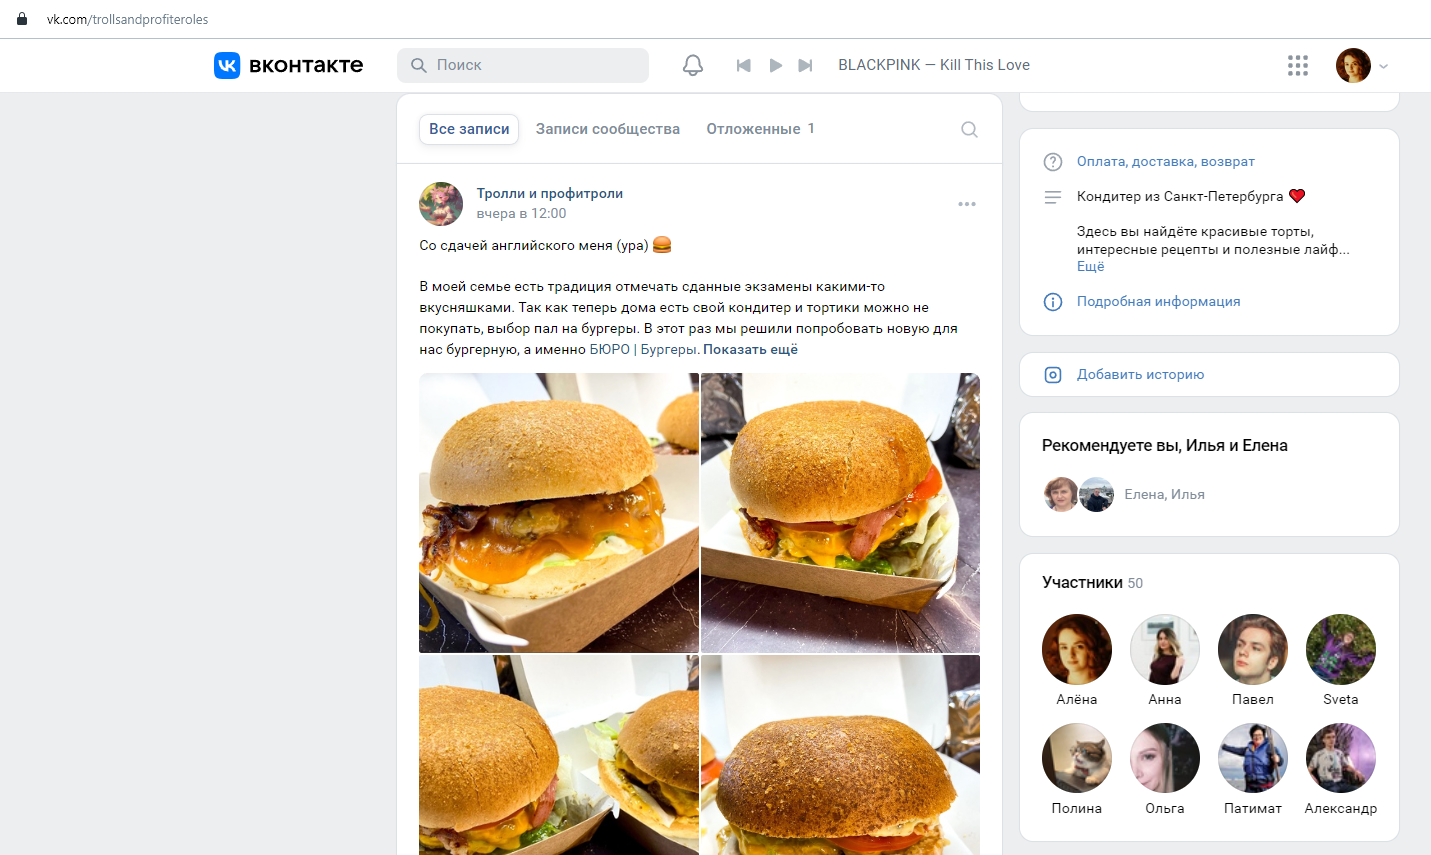 vk.com/trollsandprofiteroles
вконтакте
Поиск
BLACKPINK — Kill This Love
Все записи
Записи сообщества
Отложенные 1
Тролли и профитроли
вчера в 12:00
Со сдачей английского меня (ура) 🍔
В моей семье есть традиция отмечать сданные экзамены какими-то
вкусняшками. Так как теперь дома есть свой кондитер и тортики можно не
покупать, выбор пал на бургеры. В этот раз мы решили попробовать новую для
нас бургерную, а именно БЮРО | Бургеры. Показать ещё
Оплата, доставка, возврат
Кондитер из Санкт-Петербурга ❤️
Здесь вы найдёте красивые торты,
интересные рецепты и полезные лайф...
Ещё
Подробная информация
Добавить историю
Рекомендуете вы, Илья и Елена
Елена, Илья
Участники 50
Алёна
Анна
Павел
Sveta
Полина
Ольга
Патимат
Александр